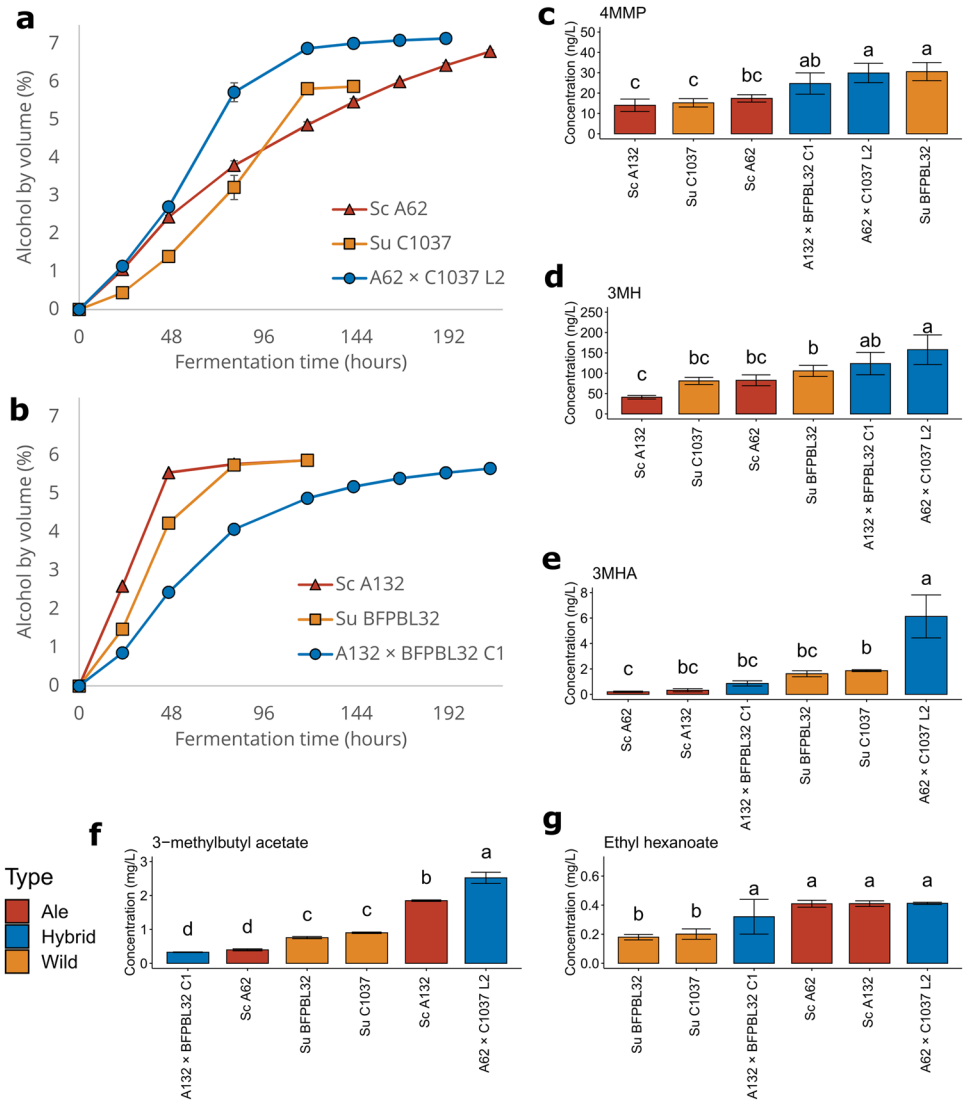 a
Alcohol by volume (%)
7
6
5
4
3
2
1
0
Sc A62
Su C1037
A62 × C1037 L2
0 48 96 144 192
Fermentation time (hours)
b
Alcohol by volume (%)
7
6
5
4
3
2
1
0
Sc A132
Su BFPBL32
A132 × BFPBL32 C1
0 48 96 144 192
Fermentation time (hours)
c
4MMP
Concentration (ng/L)
50
40
30
20
10
0
c c bc ab a a
Sc A132
Su C1037
Sc A62
A132 × BFPBL32 C1
A62 × C1037 L2
Su BFPBL32
d
3MH
Concentration (ng/L)
250
200
150
100
50
0
c bc bc b ab a
Sc A132
Su C1037
Sc A62
Su BFPBL32
A132 × BFPBL32 C1
A62 × C1037 L2
e
3MHA
Concentration (ng/L)
8
6
4
2
0
c bc bc bc b a
Sc A62
Sc A132
A132 × BFPBL32 C1
Su BFPBL32
Su C1037
A62 × C1037 L2
Type
Ale
Hybrid
Wild
f
3−methylbutyl acetate
Concentration (mg/L)
3
2
1
0
d d c c b a
A132 × BFPBL32 C1
Sc A62
Su BFPBL32
Su C1037
Sc A132
A62 × C1037 L2
g
Ethyl hexanoate
Concentration (mg/L)
0.6
0.4
0.2
0.0
b b a a a a
Su BFPBL32
Su C1037
A132 × BFPBL32 C1
Sc A62
Sc A132
A62 × C1037 L2